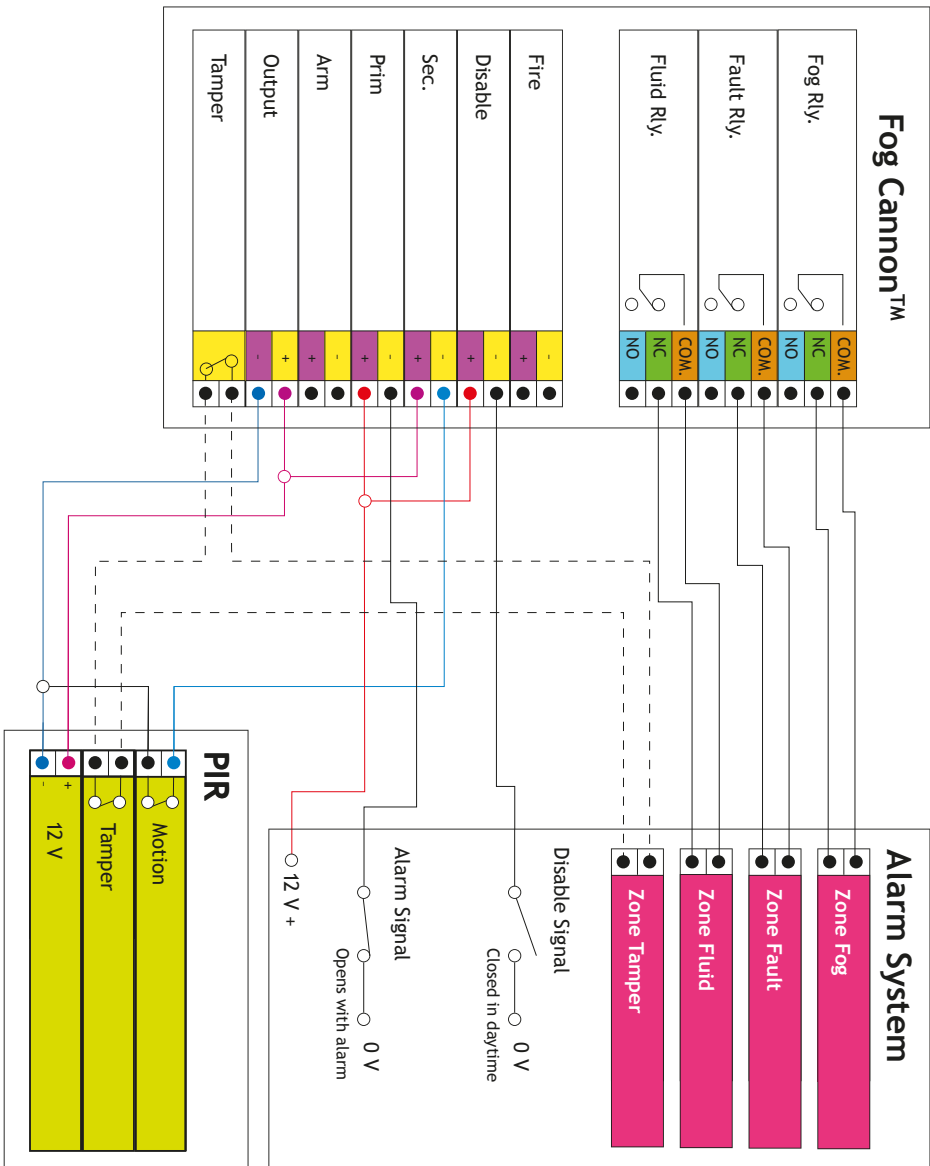 Fog Cannon™
Fog Rly.
COM.
NC
NO
Fault Rly.
COM.
NC
NO
Fluid Rly.
COM.
NC
NO
Fire
-
+
Disable
-
+
Sec.
-
+
Prim
-
+
Arm
-
+
Output
+
-
Tamper
Alarm System
Zone Fog
Zone Fault
Zone Fluid
Zone Tamper
Disable Signal
0 V
Closed in daytime
Alarm Signal
0 V
Opens with alarm
12 V +
PIR
Motion
Tamper
+
12 V
-